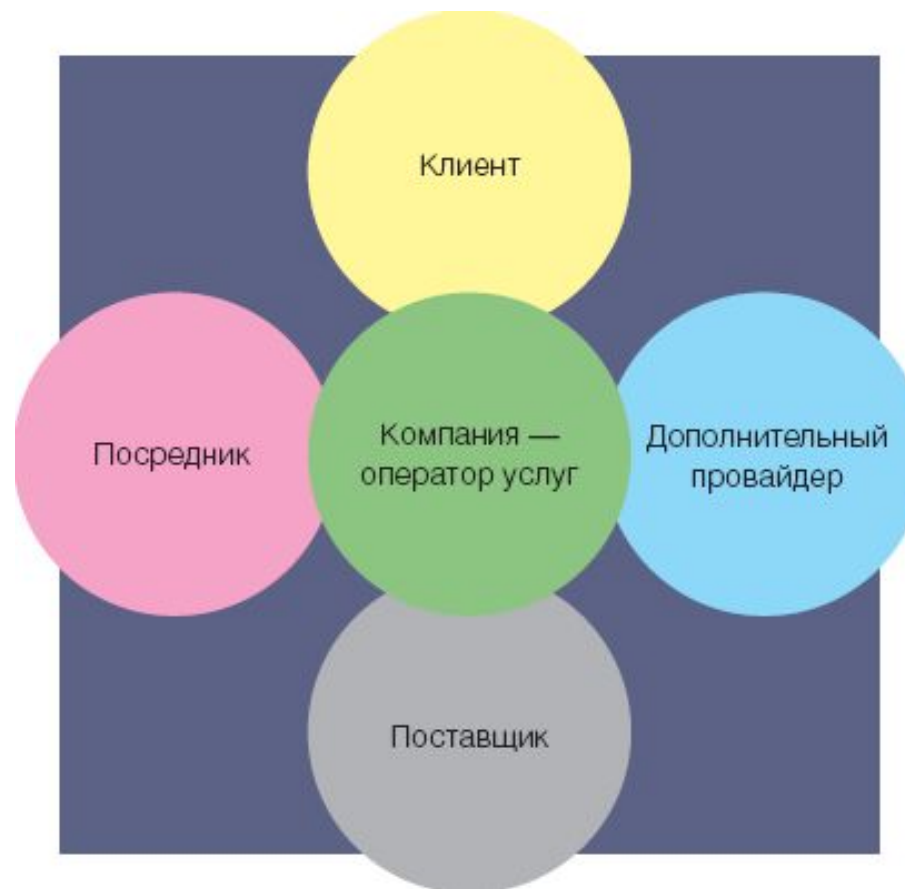 Клиент
Посредник
Компания —
оператор услуг
Дополнительный
провайдер
Поставщик